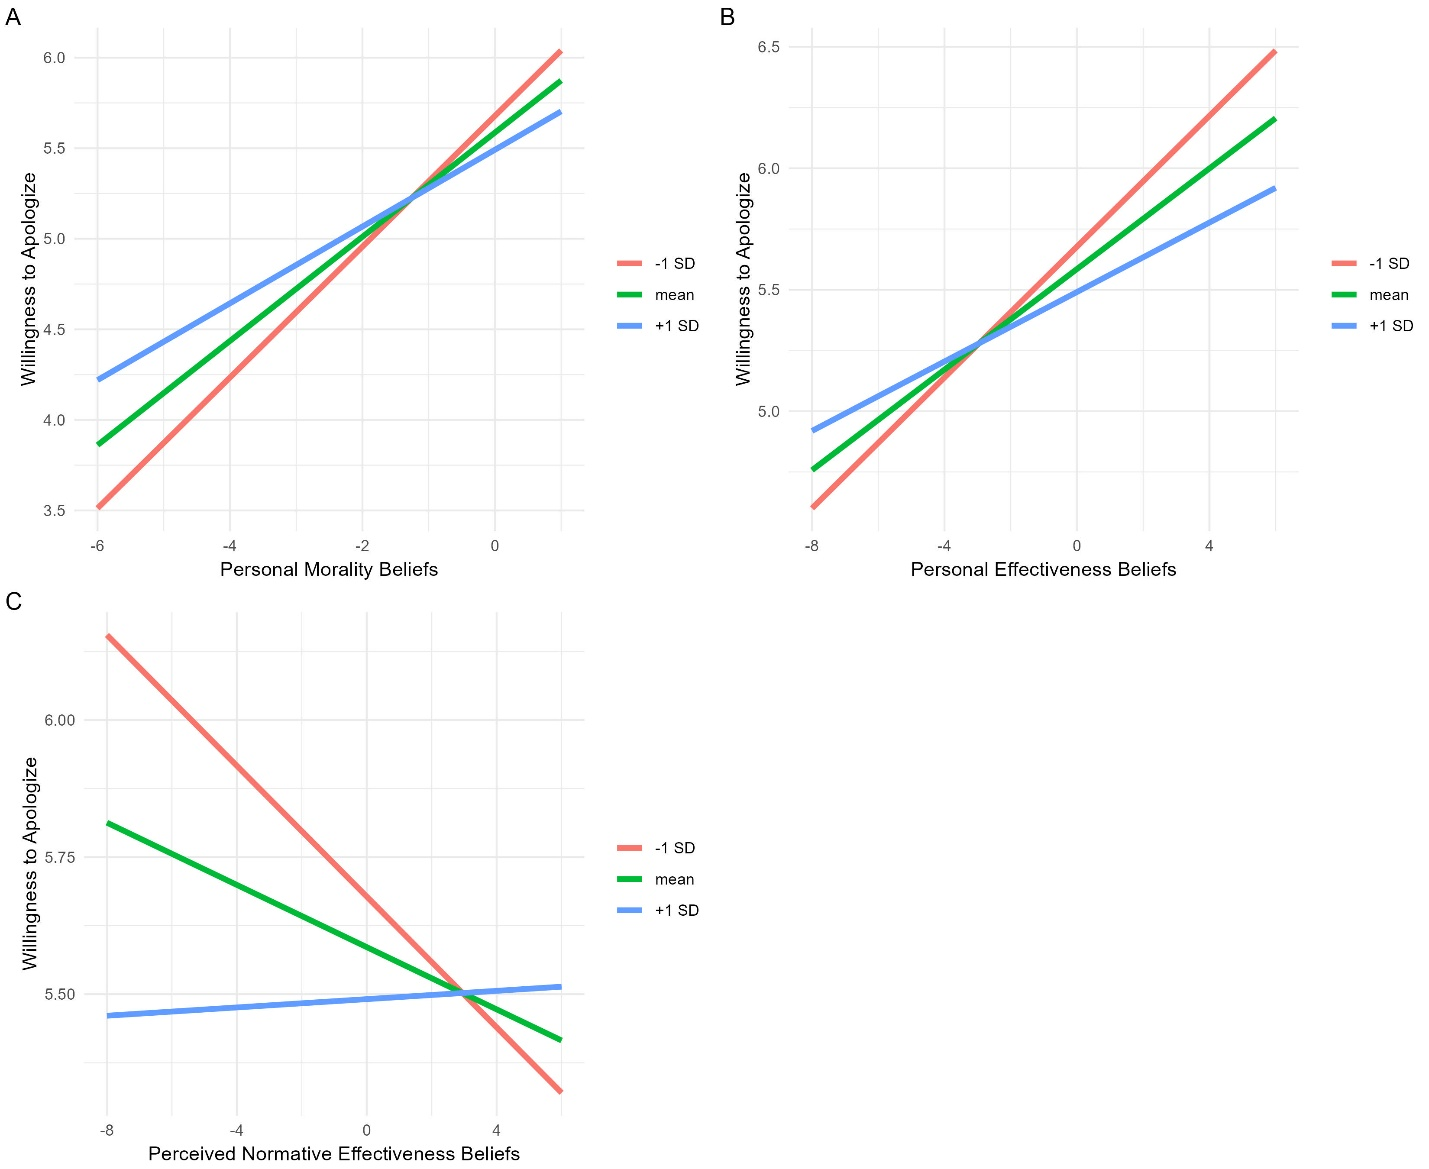 A
Willingness to Apologize
6.0
5.5
5.0
4.5
4.0
3.5
-6
-4
-2
0
Personal Morality Beliefs
-1 SD
mean
+1 SD
B
Willingness to Apologize
6.5
6.0
5.5
5.0
-8
-4
0
4
Personal Effectiveness Beliefs
-1 SD
mean
+1 SD
C
Willingness to Apologize
6.00
5.75
5.50
-8
-4
0
4
Perceived Normative Effectiveness Beliefs
-1 SD
mean
+1 SD